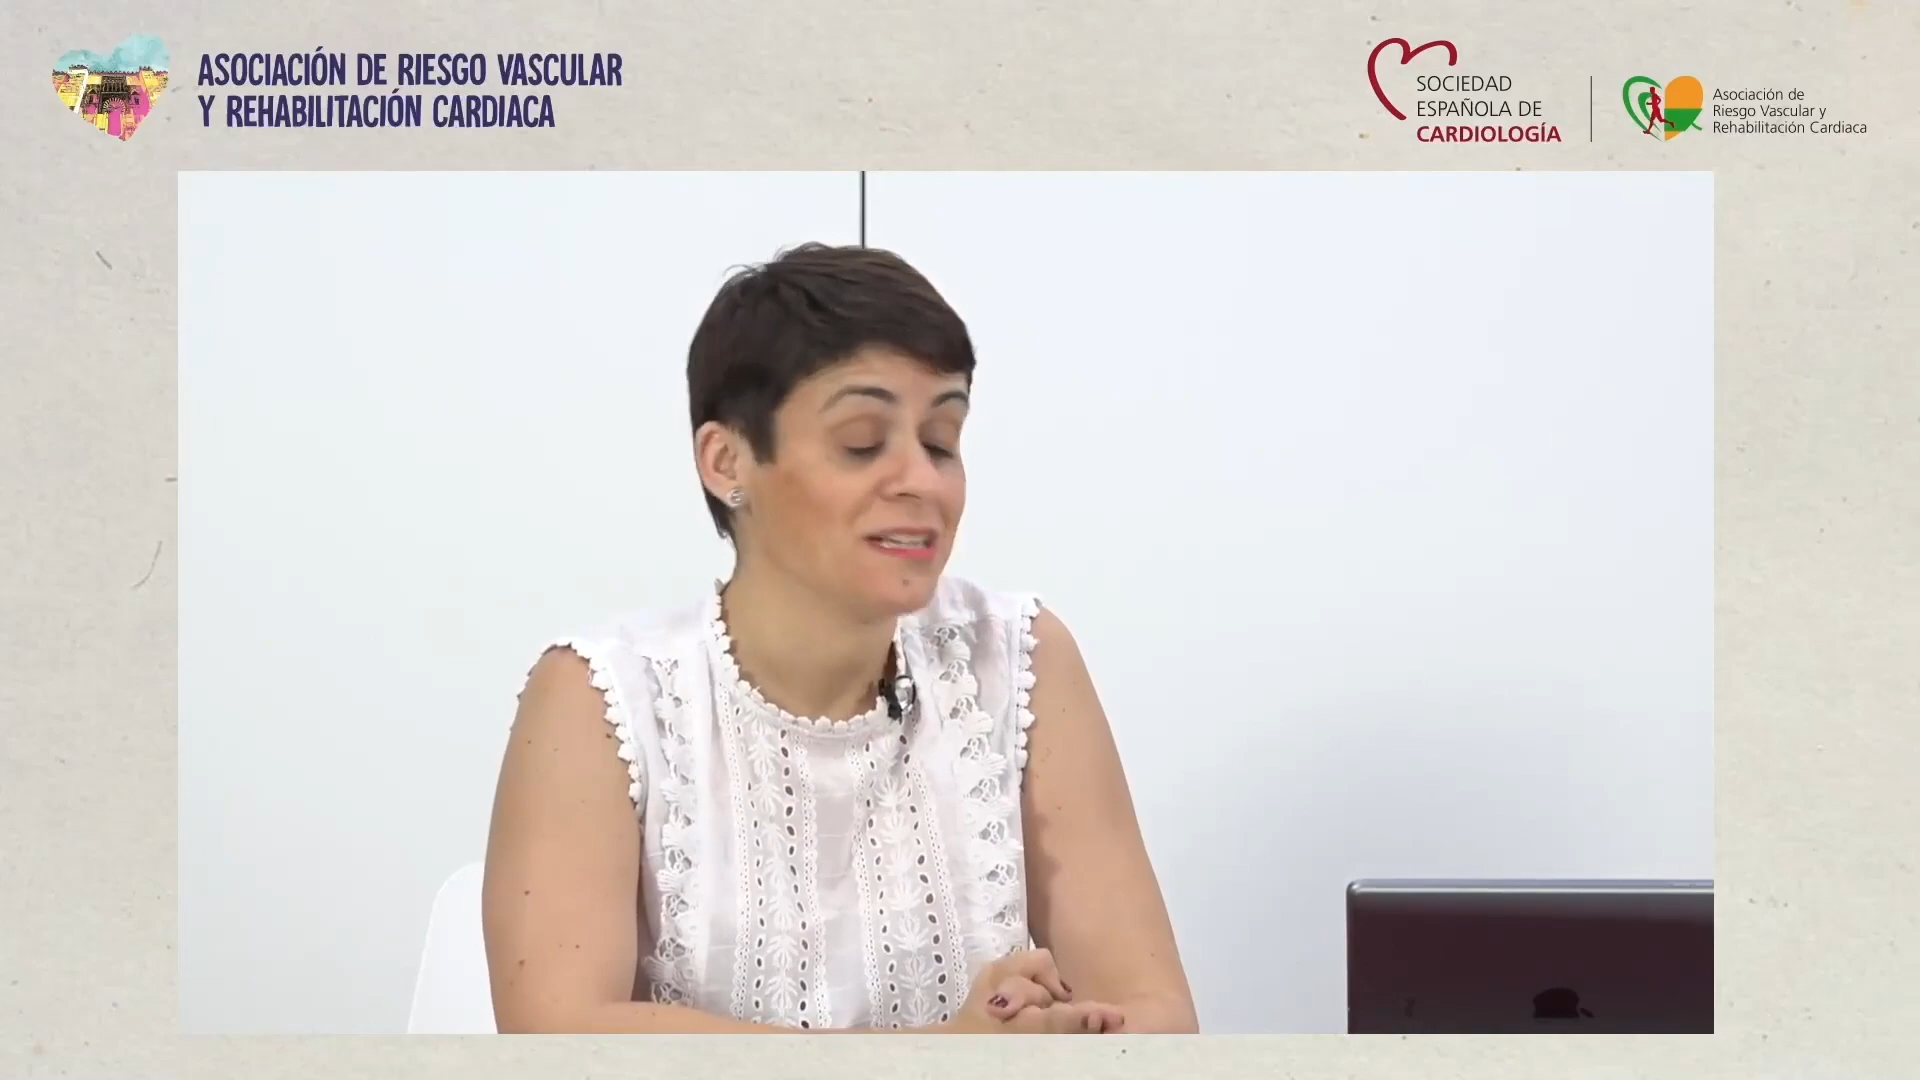 ASOCIACIÓN DE RIESGO VASCULAR
Y REHABILITACIÓN CARDIACA
SOCIEDAD
ESPAÑOLA DE
CARDIOLOGÍA
Asociación de
Riesgo Vascular y
Rehabilitación Cardiaca